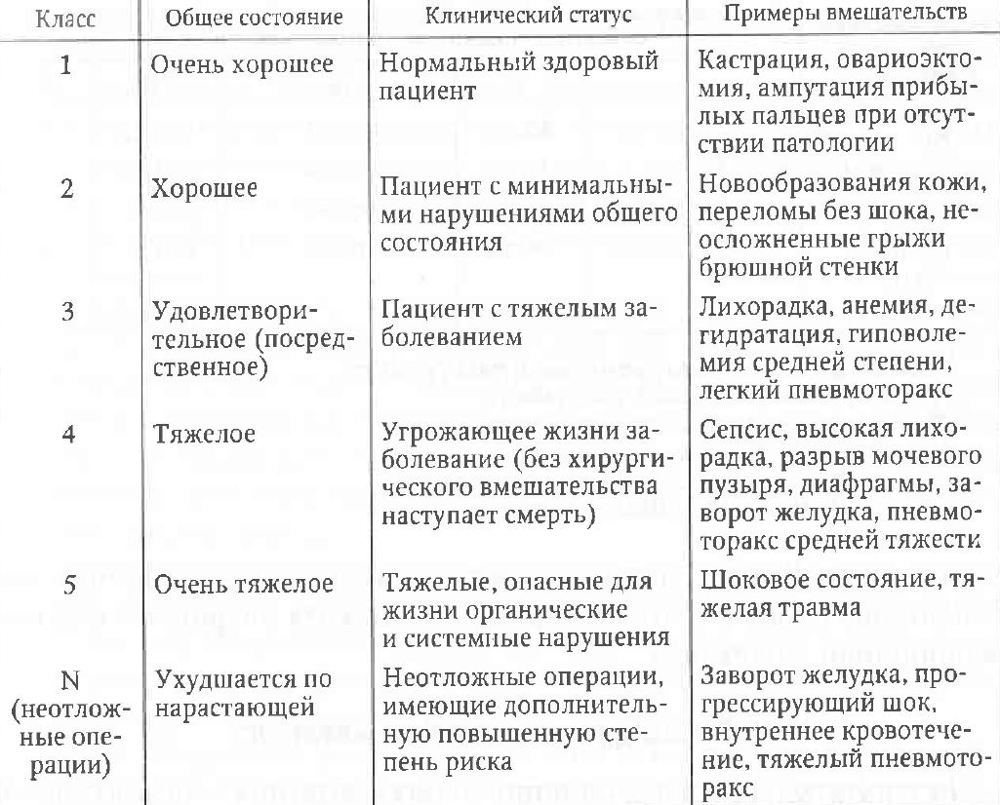 Класс
Общее состояние
Клинический статус
Примеры вмешательств
1
Очень хорошее
Нормальный здоровый
пациент
Кастрация, овариоэкто-
мия, ампутация прибы-
лых пальцев при отсут-
ствии патологии
2
Хорошее
Пациент с минимальны-
ми нарушениями общего
состояния
Новообразования кожи,
переломы без шока, не-
осложненные грыжи
брюшной стенки
3
Удовлетвори-
тельное (посред-
ственное)
Пациент с тяжелым за-
болеванием
Лихорадка, анемия, де-
гидратация, гиповоле-
мия средней степени,
легкий пневмоторакс
4
Тяжелое
Угрожающее жизни за-
болевание (без хирурги-
ческого вмешательства
наступает смерть)
Сепсис, высокая лихо-
радка, разрыв мочевого
пузыря, диафрагмы, за-
ворот желудка, пневмо-
торакс средней тяжести
5
Очень тяжелое
Тяжелые, опасные для
жизни органические
и системные нарушения
Шоковое состояние, тя-
желая травма
N
(неотлож-
ные опе-
рации)
Ухудшается по
нарастающей
Неотложные операции,
имеющие дополнитель-
ную повышенную сте-
пень риска
Заворот желудка, про-
грессирующий шок,
внутреннее кровотече-
ние, тяжелый пневмото-
ракс